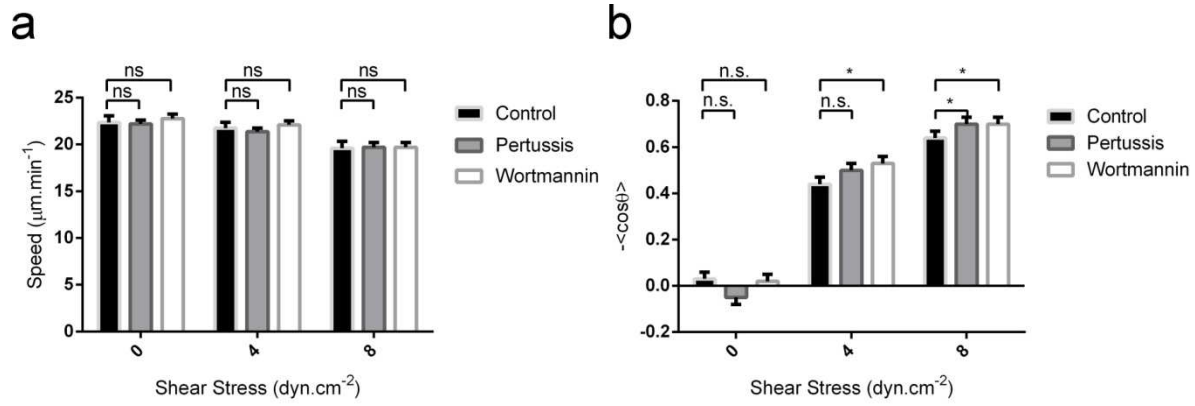 a
ns
ns
ns
ns
ns
ns
25
20
15
10
5
0
Speed (μm.min⁻¹)
0
4
8
Shear Stress (dyn.cm⁻²)
Control
Pertussis
Wortmannin
b
n.s.
n.s.
*
n.s.
*
*
0.8
0.6
0.4
0.2
0.0
-0.2
-<cosθ>
0
4
8
Shear Stress (dyn.cm⁻²)
Control
Pertussis
Wortmannin